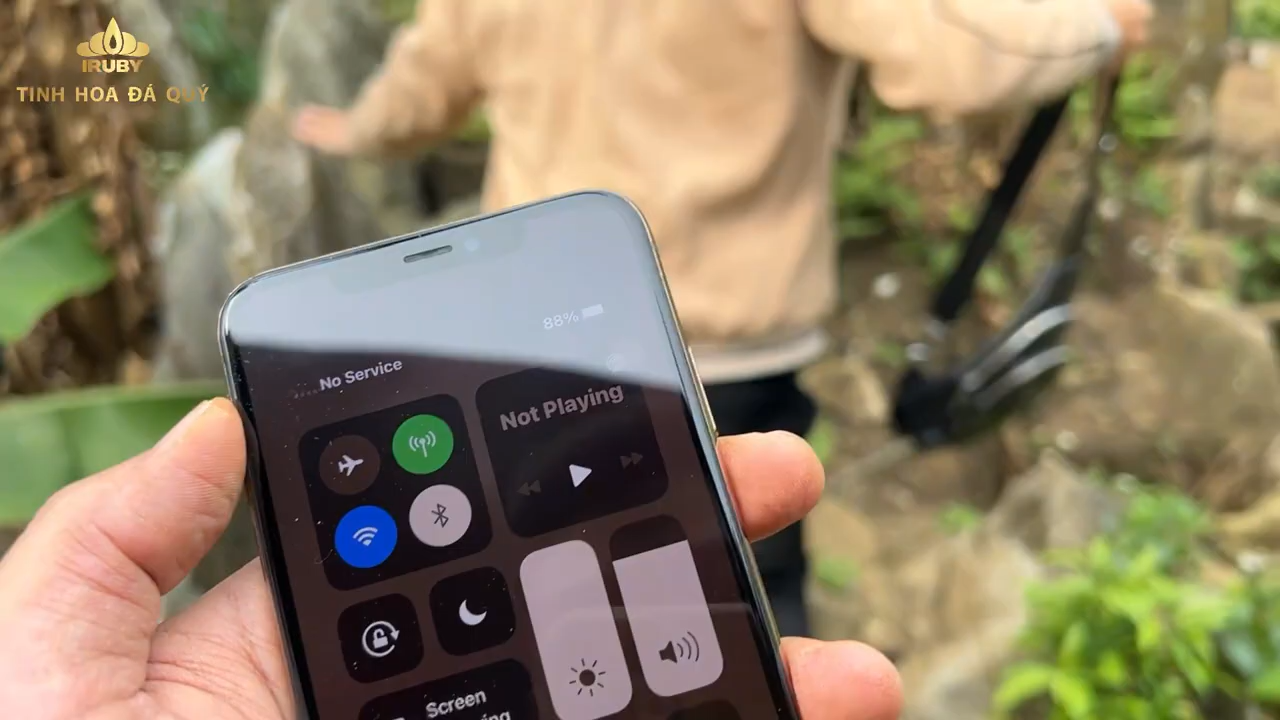 IRUBY
TINH HOA ĐÁ QUÝ
88%
No Service
Not Playing
Screen